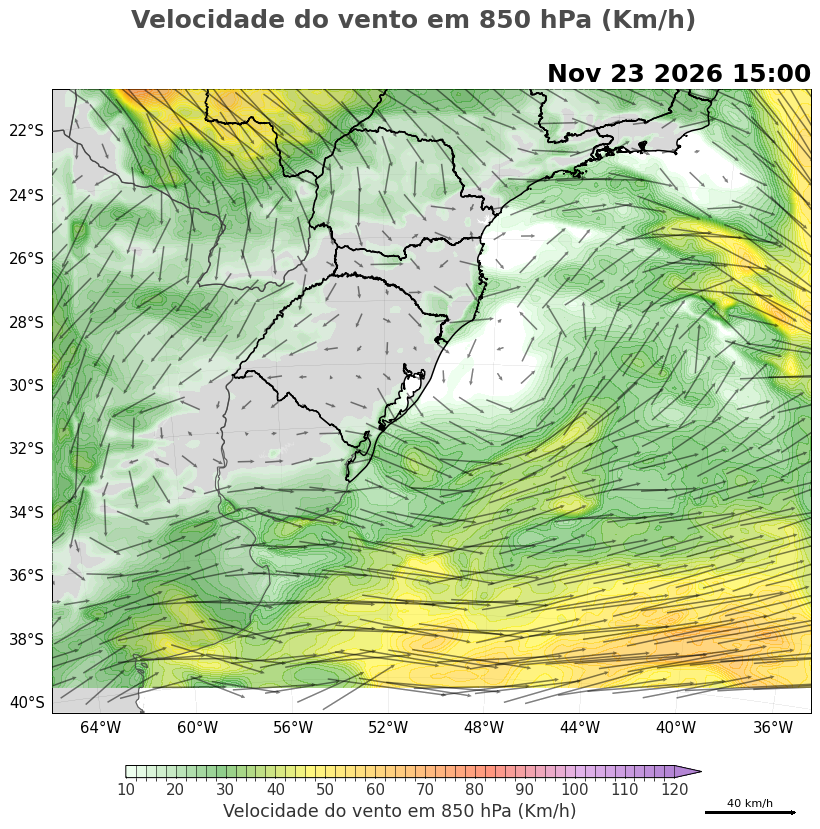 Velocidade do vento em 850 hPa (Km/h)
Nov 23 2026 15:00
22°S
24°S
26°S
28°S
30°S
32°S
34°S
36°S
38°S
40°S
64°W 60°W 56°W 52°W 48°W 44°W 40°W 36°W
10 20 30 40 50 60 70 80 90 100 110 120
Velocidade do vento em 850 hPa (Km/h)
40 km/h